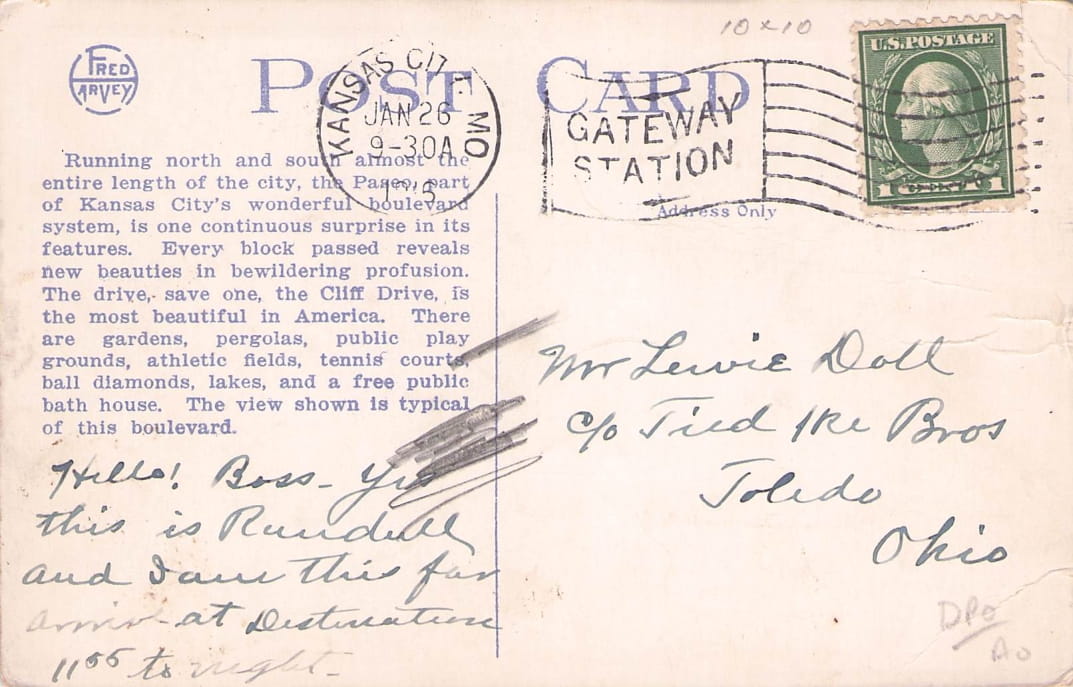 10 x 10
FRED
HARVEY
POST CARD
KANSAS CITY, MO
JAN 26
9-30A
GATEWAY
STATION
U.S. POSTAGE
1 1
Address Only
Running north and south almost the
entire length of the city, the Paseo, part
of Kansas City's wonderful boulevard
system, is one continuous surprise in its
features. Every block passed reveals
new beauties in bewildering profusion.
The drive, save one, the Cliff Drive, is
the most beautiful in America. There
are gardens, pergolas, public play
grounds, athletic fields, tennis courts,
ball diamonds, lakes, and a free public
bath house. The view shown is typical
of this boulevard.
Hello! Boss - Yes
this is Rundell
and I am this far
arrive at Destination
11 55 to night -
Mr Lewie Doll
c/o Bros
Toledo
Ohio
DPO
AO